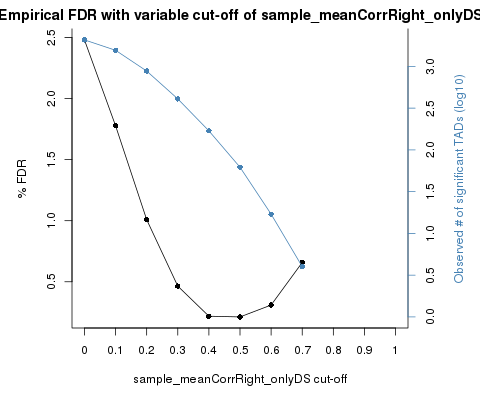 Empirical FDR with variable cut-off of sample_meanCorrRight_onlyDS
2.5
2.0
1.5
1.0
0.5
% FDR
3.0
2.5
2.0
1.5
1.0
0.5
0.0
Observed # of significant TADs (log10)
0 0.1 0.2 0.3 0.4 0.5 0.6 0.7 0.8 0.9 1
sample_meanCorrRight_onlyDS cut-off